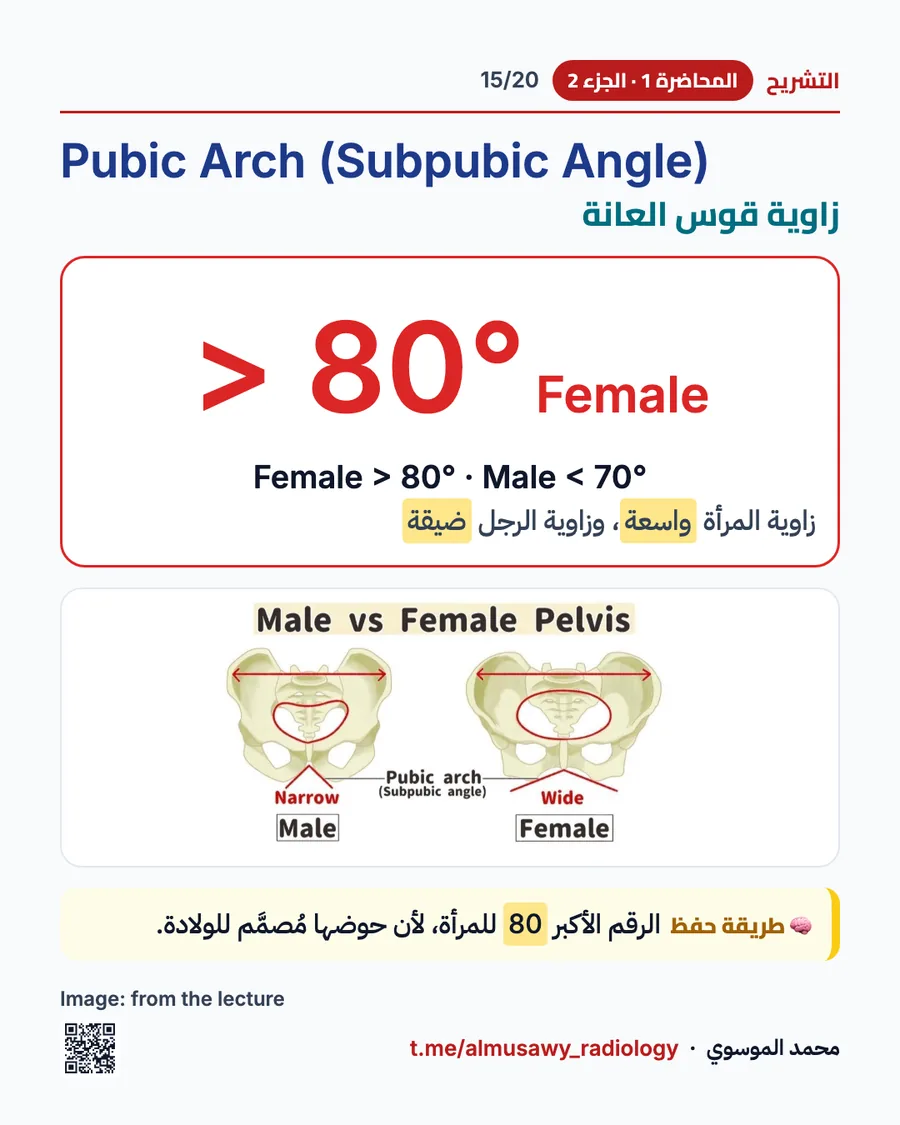 التشريح المحاضرة 1 · الجزء 2 15/20
Pubic Arch (Subpubic Angle)
زاوية قوس العانة
> 80° Female
Female > 80° · Male < 70°
زاوية المرأة واسعة، وزاوية الرجل ضيقة
Male vs Female Pelvis
Pubic arch
(Subpubic angle)
Narrow
Wide
Male
Female
🧠 طريقة حفظ الرقم الأكبر 80 للمرأة، لأن حوضها مُصمَّم للولادة.
Image: from the lecture
محمد الموسوي · t.me/almusawy_radiology